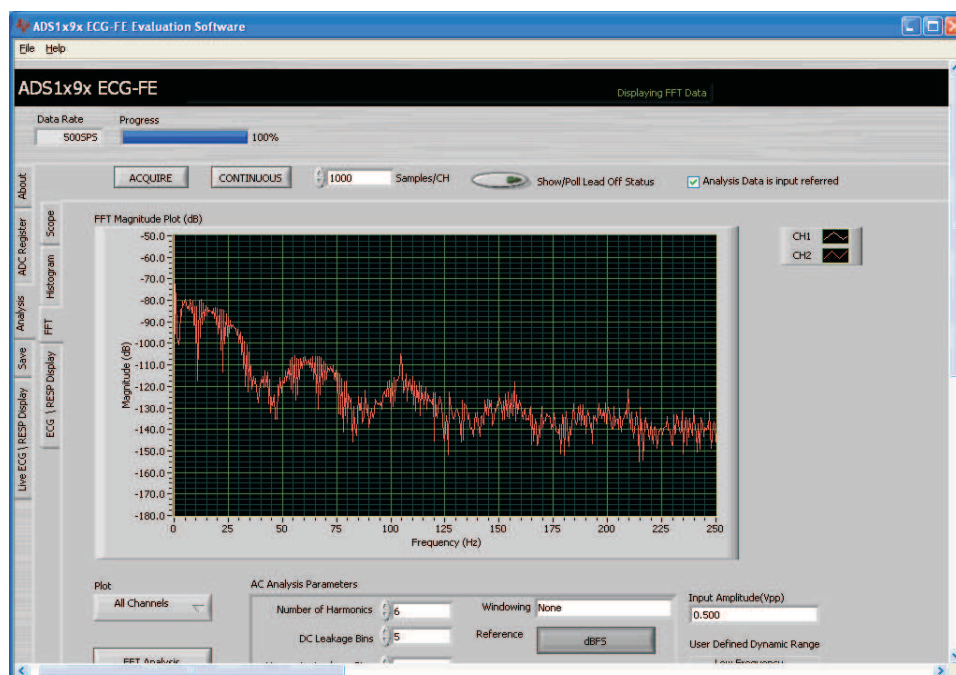 ADS1x9x ECG-FE Evaluation Software
File Help
ADS1x9x ECG-FE
Displaying FFT Data
Data Rate
500SPS
Progress
100%
ACQUIRE
CONTINUOUS
1000
Samples/CH
Show/Poll Lead Off Status
Analysis Data is input referred
About
ADC Register
Analysis
Save
Live ECG \ RESP Display
Scope
Histogram
FFT
ECG \ RESP Display
FFT Magnitude Plot (dB)
CH1
CH2
Magnitude (dB)
-50.0
-60.0
-70.0
-80.0
-90.0
-100.0
-110.0
-120.0
-130.0
-140.0
-150.0
-160.0
-170.0
-180.0
0 25 50 75 100 125 150 175 200 225 250
Frequency (Hz)
Plot
All Channels
FFT Analysis
AC Analysis Parameters
Number of Harmonics 6
DC Leakage Bins 5
Windowing None
Reference dBFS
Input Amplitude(Vpp)
0.500
User Defined Dynamic Range
Low Frequency